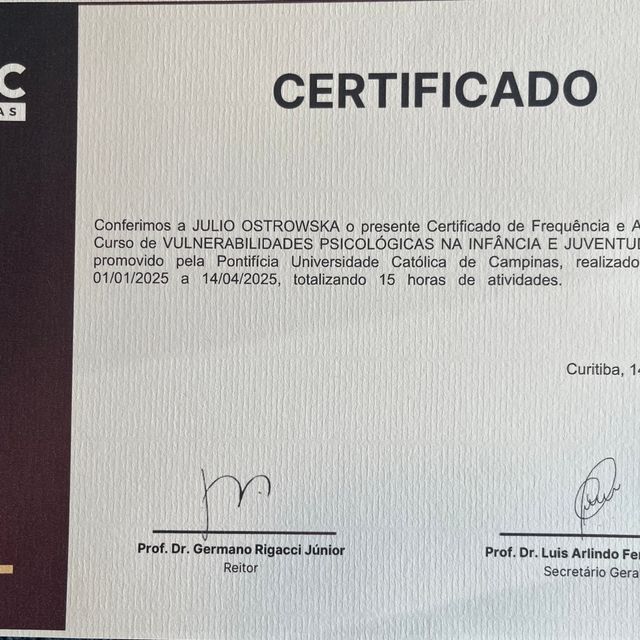 C
AS
CERTIFICADO
Conferimos a JULIO OSTROWSKA o presente Certificado de Frequência e A
Curso de VULNERABILIDADES PSICOLÓGICAS NA INFÂNCIA E JUVENTUD
promovido pela Pontifícia Universidade Católica de Campinas, realizado
01/01/2025 a 14/04/2025, totalizando 15 horas de atividades.
Curitiba, 14
Prof. Dr. Germano Rigacci Júnior
Reitor
Prof. Dr. Luis Arlindo Fer
Secretário Gera